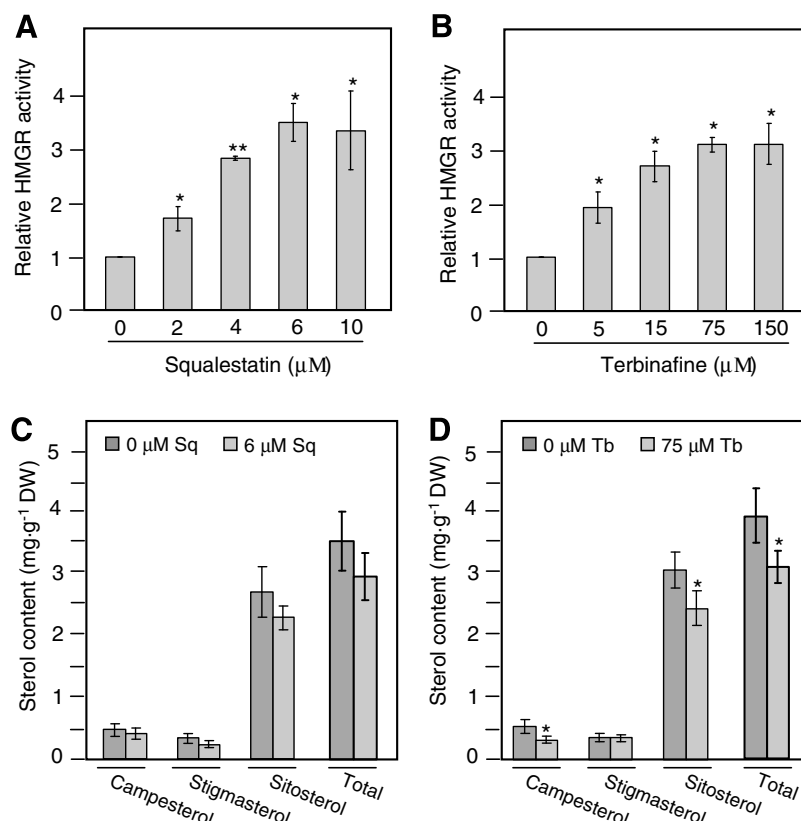 A
Relative HMGR activity
4
3
2
1
0
*
**
*
*
0 2 4 6 10
Squalestatin (μM)
B
Relative HMGR activity
4
3
2
1
0
*
*
*
*
0 5 15 75 150
Terbinafine (μM)
C
Sterol content (mg·g⁻¹ DW)
5
4
3
2
1
0
0 μM Sq 6 μM Sq
Campesterol
Stigmasterol
Sitosterol
Total
D
Sterol content (mg·g⁻¹ DW)
5
4
3
2
1
0
0 μM Tb 75 μM Tb
*
*
*
Campesterol
Stigmasterol
Sitosterol
Total